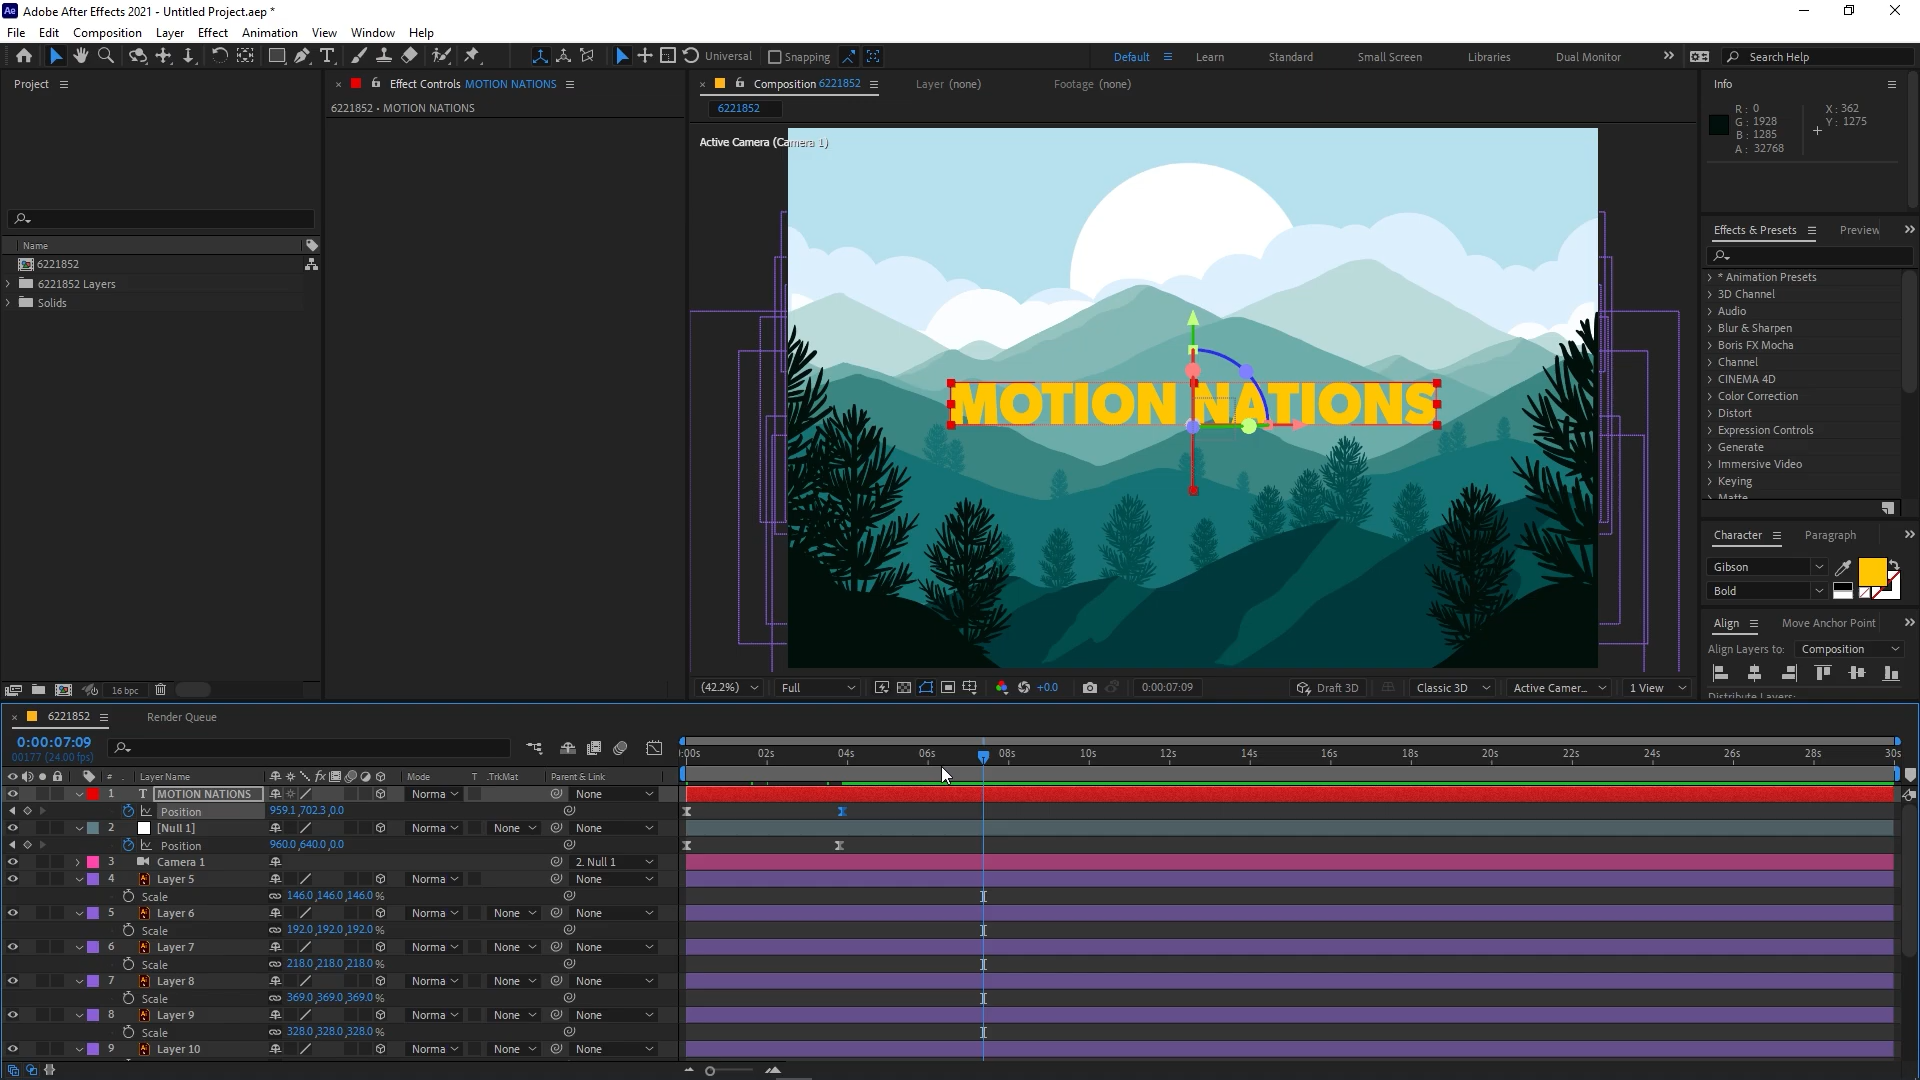 Adobe After Effects 2021 - Untitled Project.aep *
File Edit Composition Layer Effect Animation View Window Help
Universal Snapping Default Learn Standard Small Screen Libraries Dual Monitor Search Help
Project
Effect Controls MOTION NATIONS
6221852 • MOTION NATIONS
Composition 6221852
Layer (none)
Footage (none)
6221852
Active Camera (Camera 1)
MOTION NATIONS
Name
6221852
6221852 Layers
Solids
16 bpc
Info
R: 0
G: 1928
B: 1285
A: 32768
X: 362
Y: 1275
Effects & Presets
Preview
* Animation Presets
3D Channel
Audio
Blur & Sharpen
Boris FX Mocha
Channel
CINEMA 4D
Color Correction
Distort
Expression Controls
Generate
Immersive Video
Keying
Matte
Character
Paragraph
Gibson
Bold
Align
Move Anchor Point
Align Layers to: Composition
Distribute Layers:
(42.2%) Full +0.0 0:00:07:09 Draft 3D Classic 3D Active Camer... 1 View
6221852
Render Queue
0:00:07:09
00177 (24.00 fps)
:00s 02s 04s 06s 08s 10s 12s 14s 16s 18s 20s 22s 24s 26s 28s 30s
# Layer Name fx Mode T .TrkMat Parent & Link
1 T MOTION NATIONS Norma None
Position 959.1,702.3,0.0
2 [Null 1] Norma None None
Position 960.0,640.0,0.0
3 Camera 1 2. Null 1
4 Layer 5 Norma None None
Scale 146.0,146.0,146.0%
5 Layer 6 Norma None None
Scale 192.0,192.0,192.0%
6 Layer 7 Norma None None
Scale 218.0,218.0,218.0%
7 Layer 8 Norma None None
Scale 369.0,369.0,369.0%
8 Layer 9 Norma None None
Scale 328.0,328.0,328.0%
9 Layer 10 Norma None None